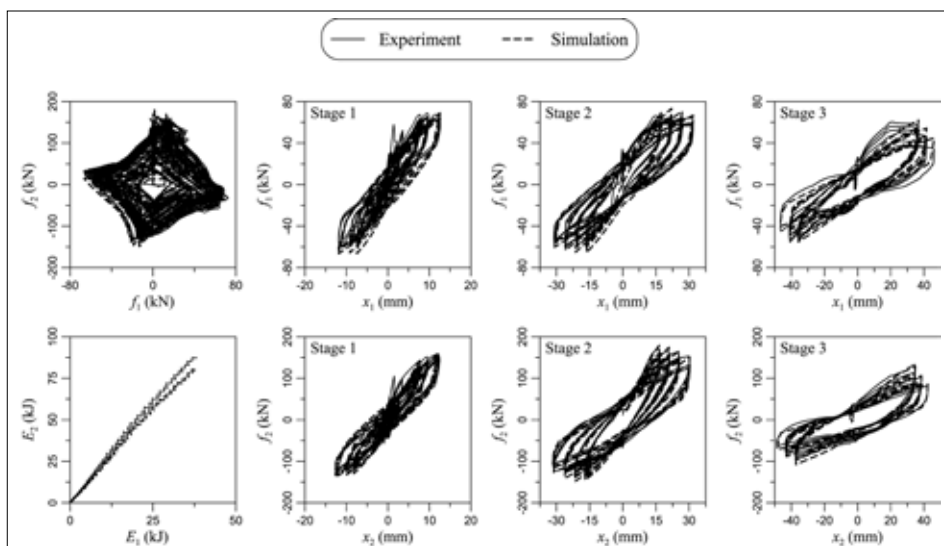 Experiment Simulation
200
100
0
-100
-200
f2 (kN)
-80 0 80
f1 (kN)
Stage 1
80
40
0
-40
-80
f1 (kN)
-20 -10 0 10 20
x1 (mm)
Stage 2
80
40
0
-40
-80
f1 (kN)
-30 -15 0 15 30
x1 (mm)
Stage 3
80
40
0
-40
-80
f1 (kN)
-40 -20 0 20 40
x1 (mm)
100
75
50
25
0
E2 (kJ)
0 25 50
E1 (kJ)
Stage 1
200
100
0
-100
-200
f2 (kN)
-20 -10 0 10 20
x2 (mm)
Stage 2
200
100
0
-100
-200
f2 (kN)
-30 -15 0 15 30
x2 (mm)
Stage 3
200
100
0
-100
-200
f2 (kN)
-40 -20 0 20 40
x2 (mm)